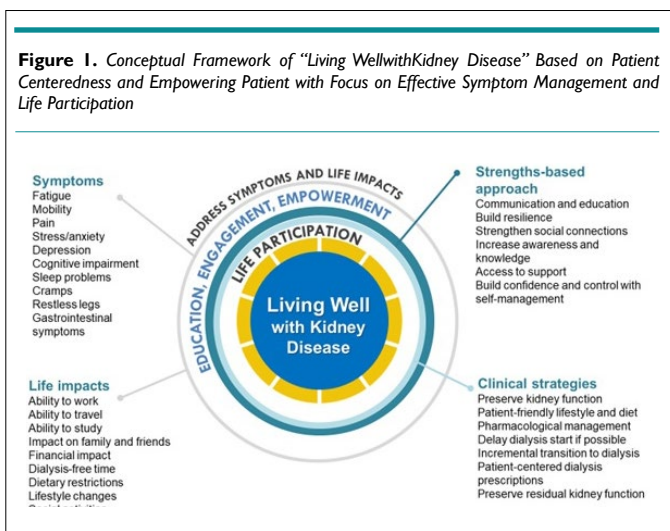 Figure 1. Conceptual Framework of “Living WellwithKidney Disease” Based on Patient
Centeredness and Empowering Patient with Focus on Effective Symptom Management and
Life Participation
Symptoms
Fatigue
Mobility
Pain
Stress/anxiety
Depression
Cognitive impairment
Sleep problems
Cramps
Restless legs
Gastrointestinal
symptoms
Life impacts
Ability to work
Ability to travel
Ability to study
Impact on family and friends
Financial impact
Dialysis-free time
Dietary restrictions
Lifestyle changes
ADDRESS SYMPTOMS AND LIFE IMPACTS
EDUCATION, ENGAGEMENT, EMPOWERMENT
LIFE PARTICIPATION
Living Well
with Kidney
Disease
Strengths-based
approach
Communication and education
Build resilience
Strengthen social connections
Increase awareness and
knowledge
Access to support
Build confidence and control with
self-management
Clinical strategies
Preserve kidney function
Patient-friendly lifestyle and diet
Pharmacological management
Delay dialysis start if possible
Incremental transition to dialysis
Patient-centered dialysis
prescriptions
Preserve residual kidney function